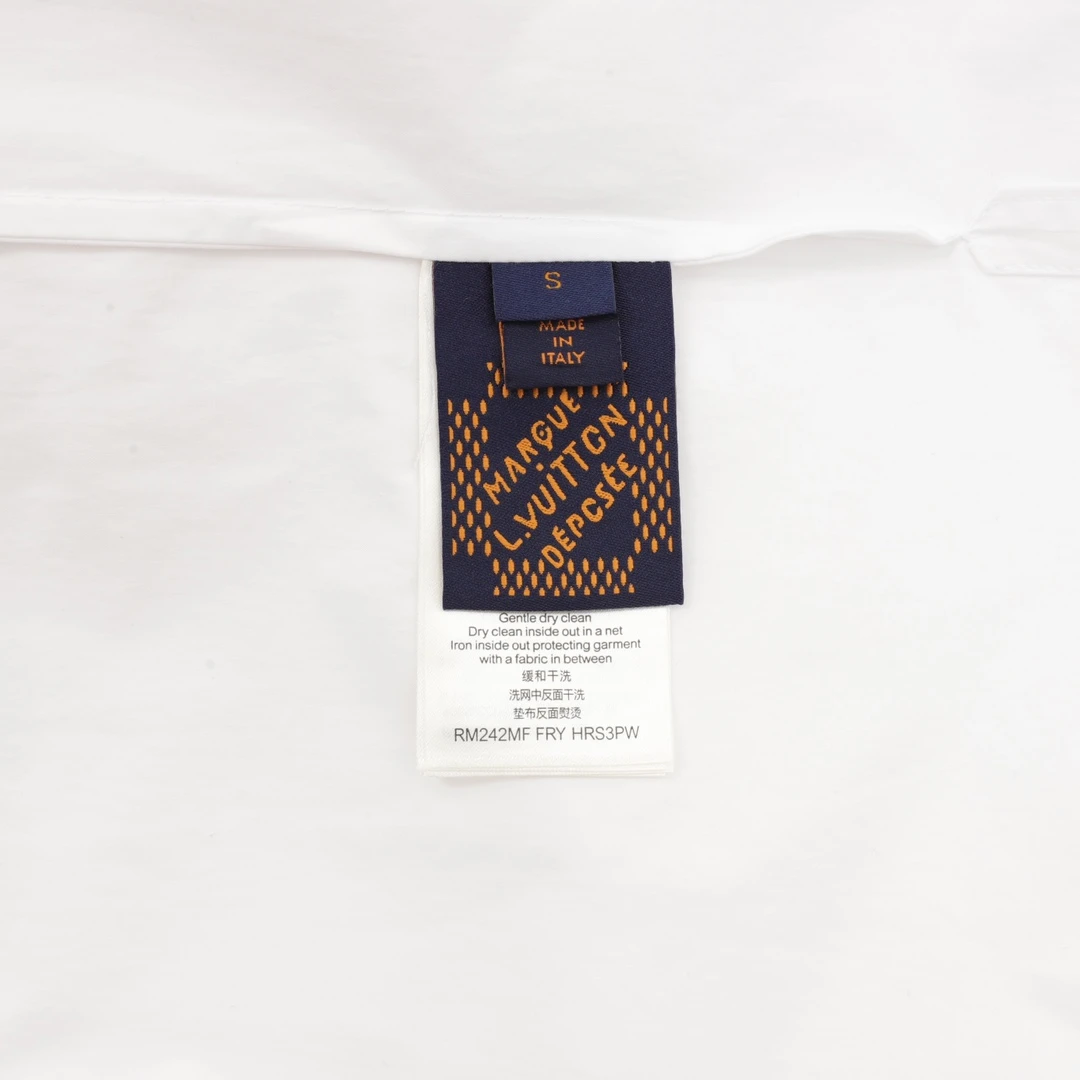 S
MADE
IN
ITALY
MARQUE
L.VUITTON
DÉPOSÉE
Gentle dry clean
Dry clean inside out in a net
Iron inside out protecting garment
with a fabric in between
缓和干洗
洗网中反面干洗
垫布反面熨烫
RM242MF FRY HRS3PW